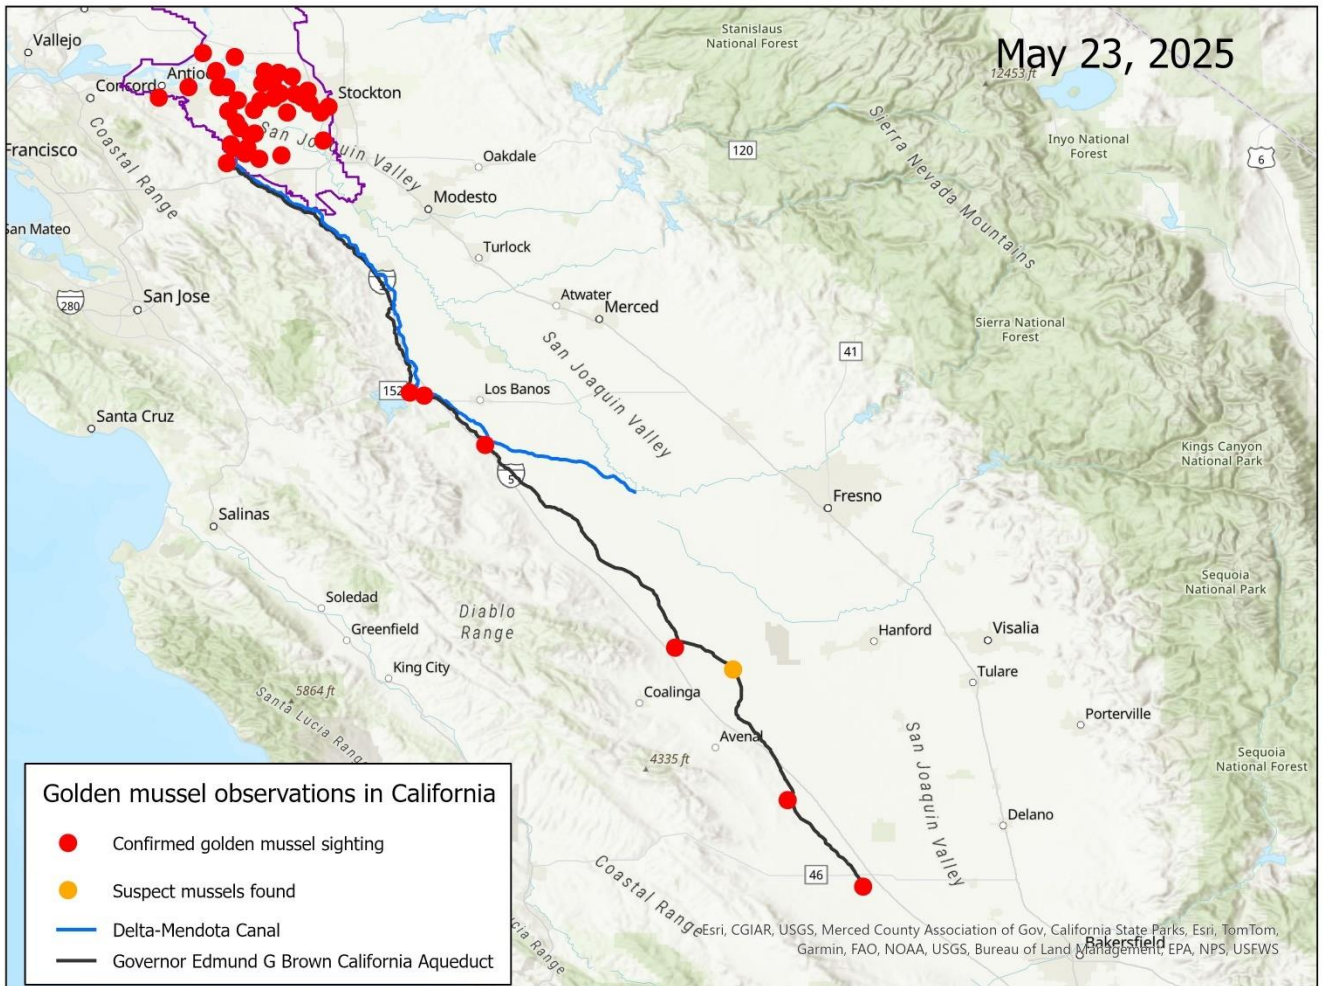 May 23, 2025
Vallejo
Stanislaus
National Forest
12453 ft
Antioc
Concord
Stockton
Francisco
Coastal Range
San Joaquin Valley
Oakdale
120
Sierra Nevada Mountains
Inyo National
Forest
6
Modesto
San Mateo
Turlock
280
San Jose
Atwater
Merced
Sierra National
Forest
41
San Joaquin Valley
152
Los Banos
Santa Cruz
Kings Canyon
National Park
5
Fresno
Salinas
Sequoia
National Park
Soledad
Diablo
Range
Greenfield
Hanford
Visalia
King City
Tulare
5864 ft
Santa Lucia Range
Coalinga
Porterville
Avenal
San Joaquin Valley
4335 ft
Sequoia
National Forest
Delano
46
Coastal Range
Bakersfield
Golden mussel observations in California
Confirmed golden mussel sighting
Suspect mussels found
Delta-Mendota Canal
Governor Edmund G Brown California Aqueduct
Esri, CGIAR, USGS, Merced County Association of Gov, California State Parks, Esri, TomTom,
Garmin, FAO, NOAA, USGS, Bureau of Land Management, EPA, NPS, USFWS